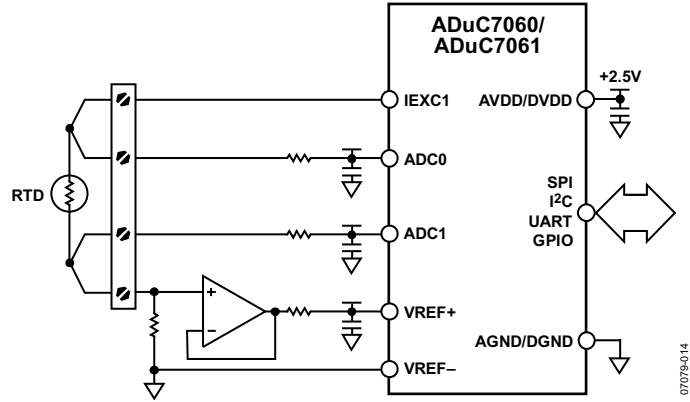 ADuC7060/
ADuC7061
+2.5V
IEXC1
AVDD/DVDD
ADC0
SPI
I²C
UART
GPIO
RTD
ADC1
+
−
VREF+
VREF−
AGND/DGND
07079-014